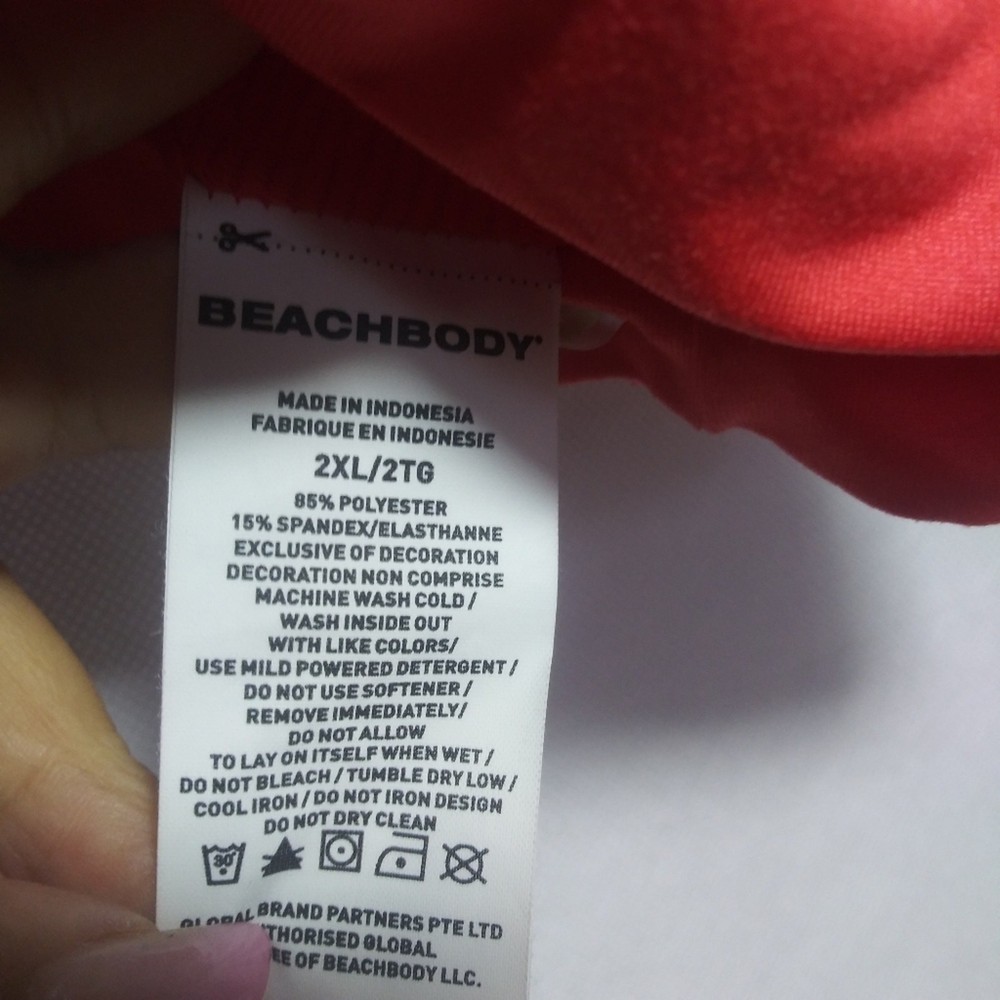 BEACHBODY
MADE IN INDONESIA
FABRIQUE EN INDONESIE
2XL/2TG
85% POLYESTER
15% SPANDEX/ELASTHANNE
EXCLUSIVE OF DECORATION
DECORATION NON COMPRISE
MACHINE WASH COLD /
WASH INSIDE OUT
WITH LIKE COLORS/
USE MILD POWERED DETERGENT /
DO NOT USE SOFTENER /
REMOVE IMMEDIATELY/
DO NOT ALLOW
TO LAY ON ITSELF WHEN WET /
DO NOT BLEACH / TUMBLE DRY LOW /
COOL IRON / DO NOT IRON DESIGN
DO NOT DRY CLEAN
30°
GLOBAL BRAND PARTNERS PTE LTD
THORISED GLOBAL
EE OF BEACHBODY LLC.